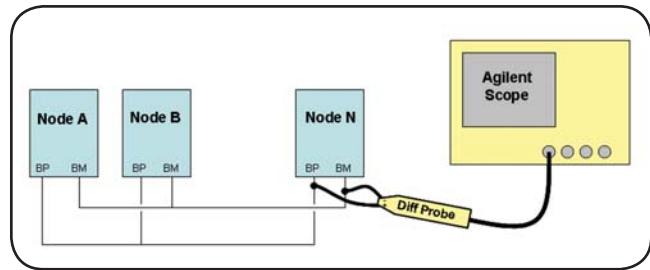 Agilent
Scope
Node A
Node B
Node N
BP
BM
BP
BM
BP
BM
Diff Probe